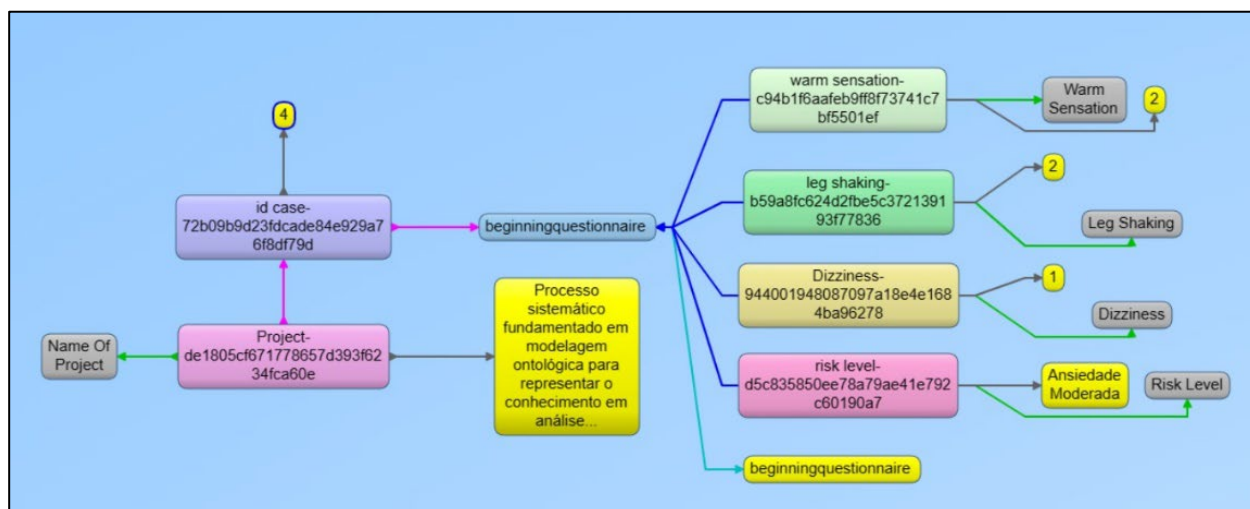 4
id case-
72b09b9d23fdcade84e929a7
6f8df79d
Name Of
Project
Project-
de1805cf671778657d393f62
34fca60e
beginningquestionnaire
Processo
sistemático
fundamentado em
modelagem
ontológica para
representar o
conhecimento em
análise...
warm sensation-
c94b1f6aafeb9ff8f73741c7
bf5501ef
Warm
Sensation
2
leg shaking-
b59a8fc624d2fbe5c3721391
93f77836
2
Leg Shaking
Dizziness-
944001948087097a18e4e168
4ba96278
1
Dizziness
risk level-
d5c835850ee78a79ae41e792
c60190a7
Ansiedade
Moderada
Risk Level
beginningquestionnaire